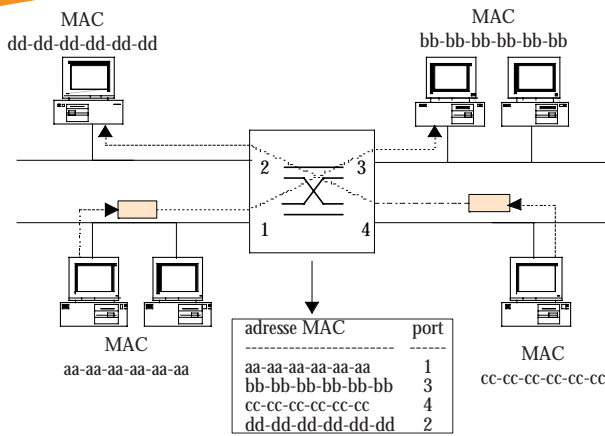 MAC
dd-dd-dd-dd-dd-dd
MAC
bb-bb-bb-bb-bb-bb
2
3
1
4
MAC
aa-aa-aa-aa-aa-aa
MAC
cc-cc-cc-cc-cc-cc
adresse MAC port
aa-aa-aa-aa-aa-aa 1
bb-bb-bb-bb-bb-bb 3
cc-cc-cc-cc-cc-cc 4
dd-dd-dd-dd-dd-dd 2